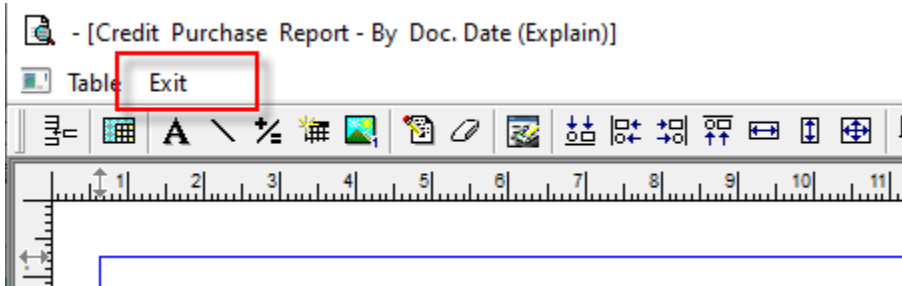 - [Credit Purchase Report - By Doc. Date (Explain)]
Table Exit
A
1 2 3 4 5 6 7 8 9 10 11